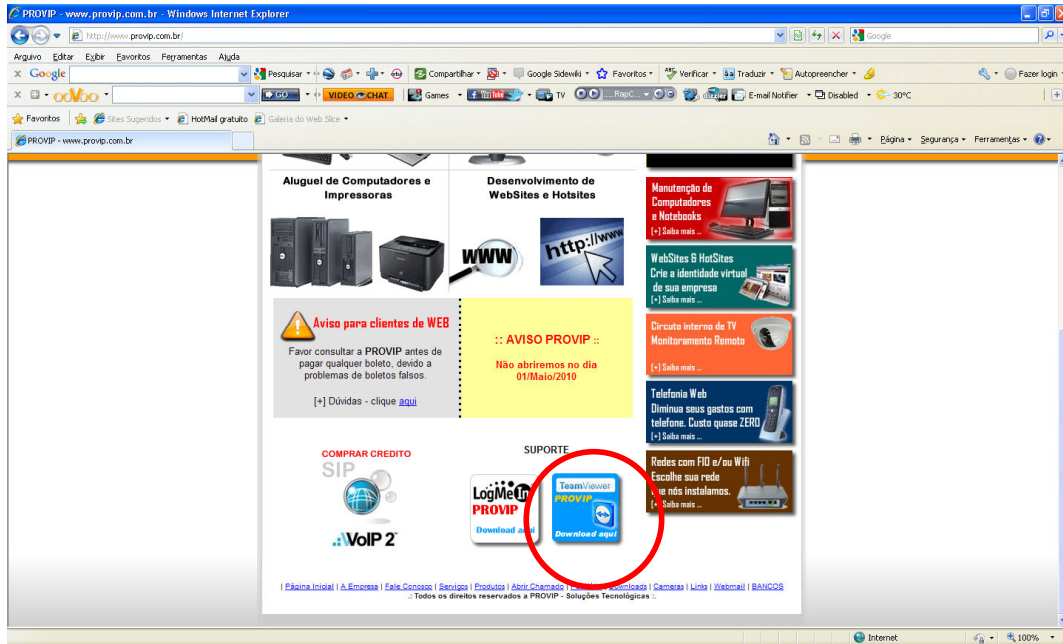 PROVIP - www.provip.com.br - Windows Internet Explorer
http://www.provip.com.br/
Google
Arquivo Editar Exibir Favoritos Ferramentas Ajuda
Google Pesquisar Compartilhar Google Sidewiki Favoritos Verificar Traduzir Autopreencher Fazer login
ooVoo GO VIDEO CHAT Games You Tube TV ....RapC... E-mail Notifier Disabled 30°C
Favoritos Sites Sugeridos HotMail gratuito Galeria do Web Slice
PROVIP - www.provip.com.br
Página Segurança Ferramentas
Aluguel de Computadores e
Impressoras
Desenvolvimento de
WebSites e Hotsites
www
http://www
Aviso para clientes de WEB
Favor consultar a PROVIP antes de
pagar qualquer boleto, devido a
problemas de boletos falsos.
[+] Dúvidas - clique aqui
:: AVISO PROVIP ::
Não abriremos no dia
01/Maio/2010
Manutenção de
Computadores
e Notebooks
[+] Saiba mais ...
WebSites & HotSites
Crie a identidade virtual
de sua empresa
[+] Saiba mais ...
Circuito interno de TV
Monitoramento Remoto
[+] Saiba mais ...
Telefonia Web
Diminua seus gastos com
telefone. Custo quase ZERO
[+] Saiba mais ...
Redes com FIO e/ou Wifi
Escolhe sua rede
que nós instalamos.
[+] Saiba mais ...
COMPRAR CREDITO
SIP
.:VoIP 2
SUPORTE
LogMeIn
PROVIP
Download aqui
TeamViewer
PROVIP
Download aqui
| Página Inicial | A Empresa | Fale Conosco | Serviços | Produtos | Abrir Chamado | Downloads | Cameras | Links | Webmail | BANCOS
.: Todos os direitos reservados a PROVIP - Soluções Tecnológicas :.
Internet
100%